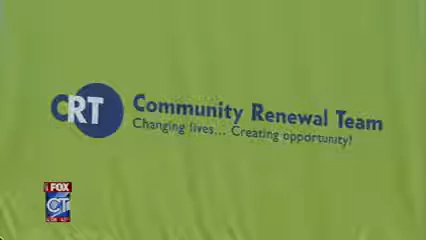 CRT
Community Renewal Team
Changing lives... Creating opportunity!
FOX
CT